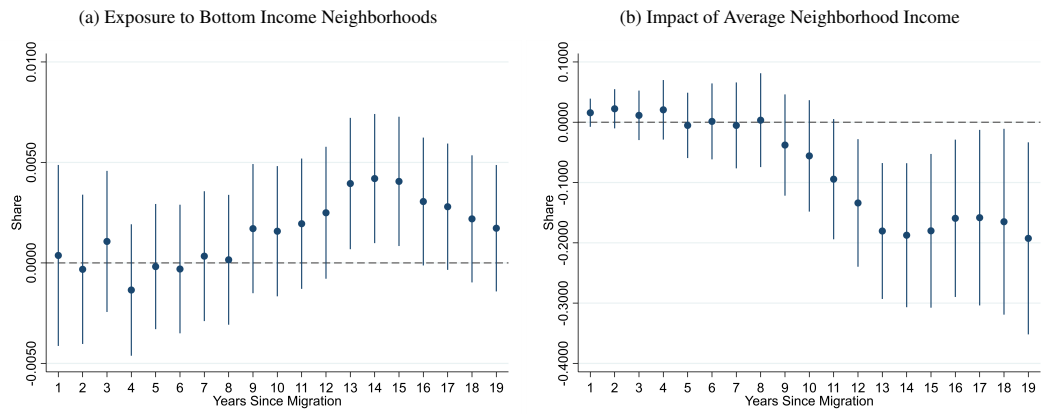 (a) Exposure to Bottom Income Neighborhoods
0.0100
0.0050
0.0000
-0.0050
Share
1 2 3 4 5 6 7 8 9 10 11 12 13 14 15 16 17 18 19
Years Since Migration
(b) Impact of Average Neighborhood Income
0.1000
0.0000
-0.1000
-0.2000
-0.3000
-0.4000
Share
1 2 3 4 5 6 7 8 9 10 11 12 13 14 15 16 17 18 19
Years Since Migration